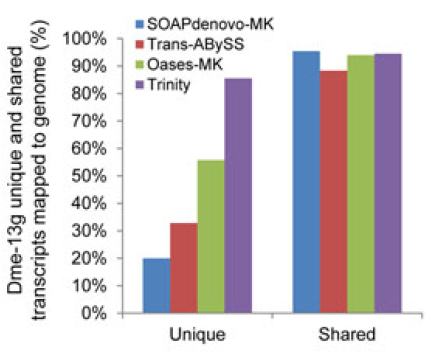 SOAPdenovo-MK
Trans-ABySS
Oases-MK
Trinity
Dme-13g unique and shared
transcripts mapped to genome (%)
100%
90%
80%
70%
60%
50%
40%
30%
20%
10%
0%
Unique
Shared